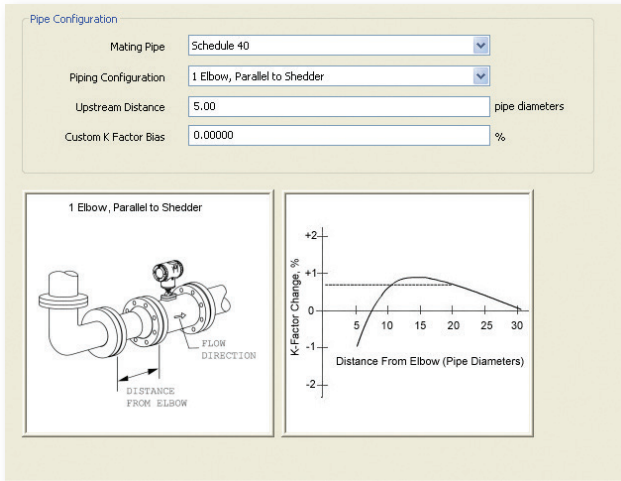 Pipe Configuration
Mating Pipe Schedule 40
Piping Configuration 1 Elbow, Parallel to Shedder
Upstream Distance 5.00 pipe diameters
Custom K Factor Bias 0.00000 %
1 Elbow, Parallel to Shedder
FLOW
DIRECTION
DISTANCE
FROM ELBOW
K-Factor Change, %
+2
+1
0
-1
-2
5 10 15 20 25 30
Distance From Elbow (Pipe Diameters)